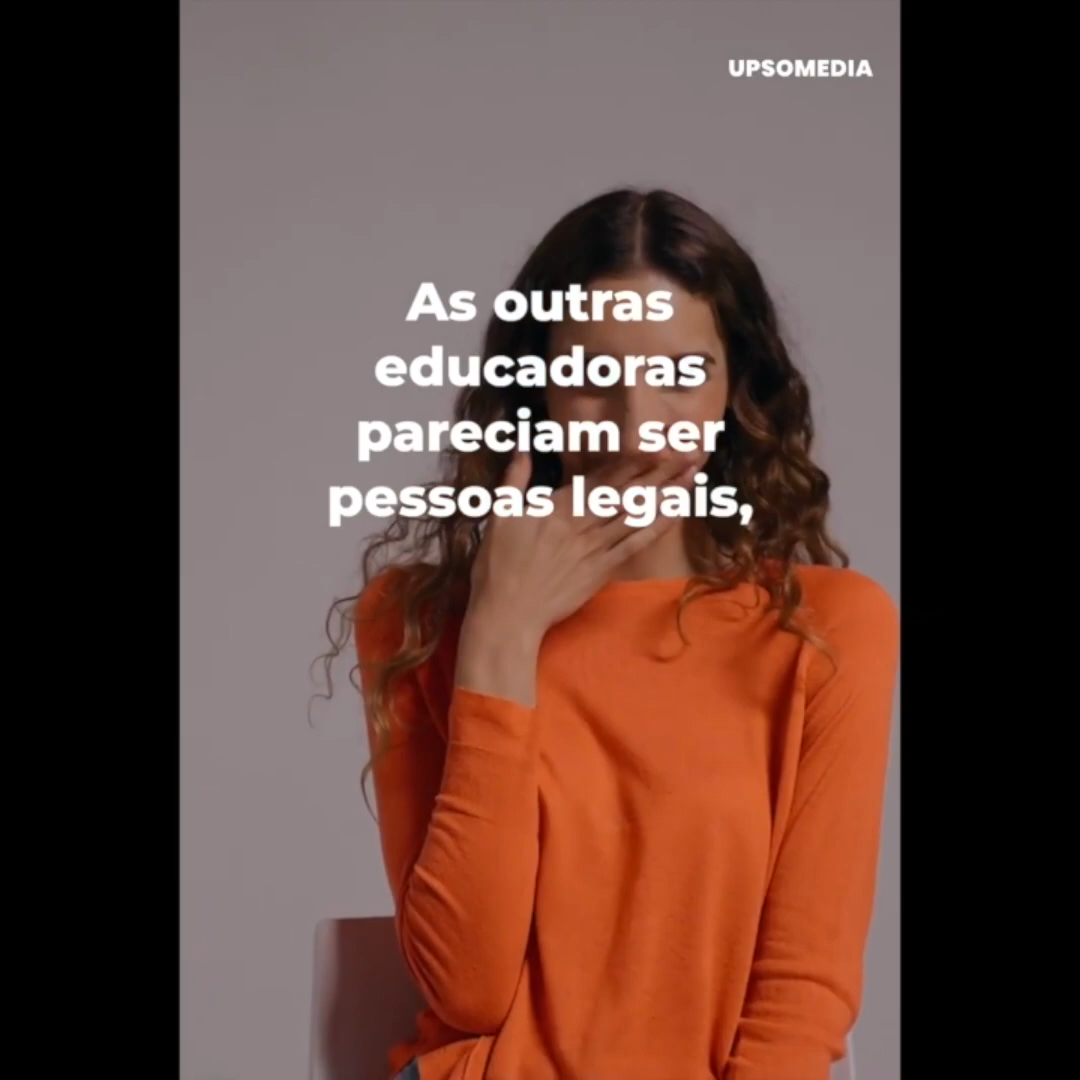 UPSOMEDIA
As outras
educadoras
pareciam ser
pessoas legais,